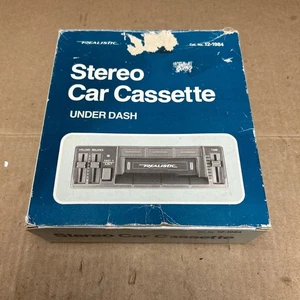 REALISTIC
Cat. No. 12-1984
Stereo
Car Cassette
UNDER DASH
REALISTIC
Stereo Car Cassette